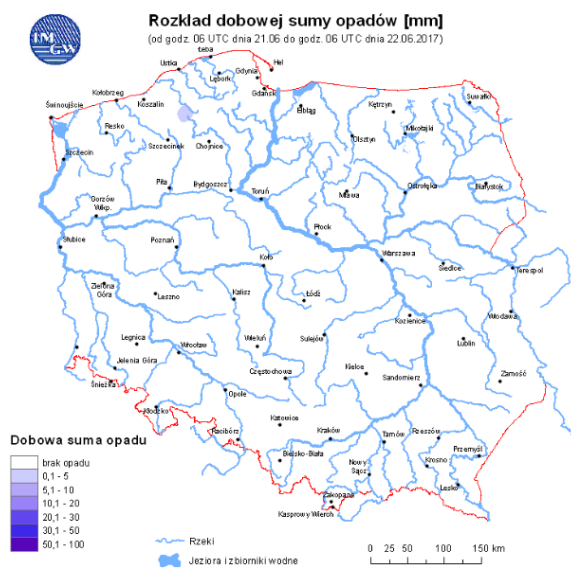 IMGW
Rozkład dobowej sumy opadów [mm]
(od godz. 06 UTC dnia 21.06 do godz. 06 UTC dnia 22.06.2017)
Łeba
Ustka
Hel
Lębork
Gdynia
Gdańsk
Kołobrzeg
Koszalin
Świnoujście
Elbląg
Kętrzyn
Suwałki
Resko
Szczecinek
Chojnice
Olsztyn
Mikołajki
Szczecin
Piła
Bydgoszcz
Toruń
Mława
Ostrołęka
Białystok
Gorzów
Wlkp.
Płock
Słubice
Poznań
Koło
Warszawa
Siedlce
Terespol
Zielona
Góra
Leszno
Kalisz
Łódź
Kozienice
Włodawa
Legnica
Wrocław
Wieluń
Sulejów
Lublin
Jelenia Góra
Częstochowa
Kielce
Sandomierz
Zamość
Śnieżka
Kłodzko
Opole
Katowice
Racibórz
Kraków
Tarnów
Rzeszów
Przemyśl
Bielsko-Biała
Nowy
Sącz
Krosno
Lesko
Zakopane
Kasprowy Wierch
Dobowa suma opadu
brak opadu
0,1 - 5
5,1 - 10
10,1 - 20
20,1 - 30
30,1 - 50
50,1 - 100
Rzeki
Jeziora i zbiorniki wodne
0 25 50 100 150 km